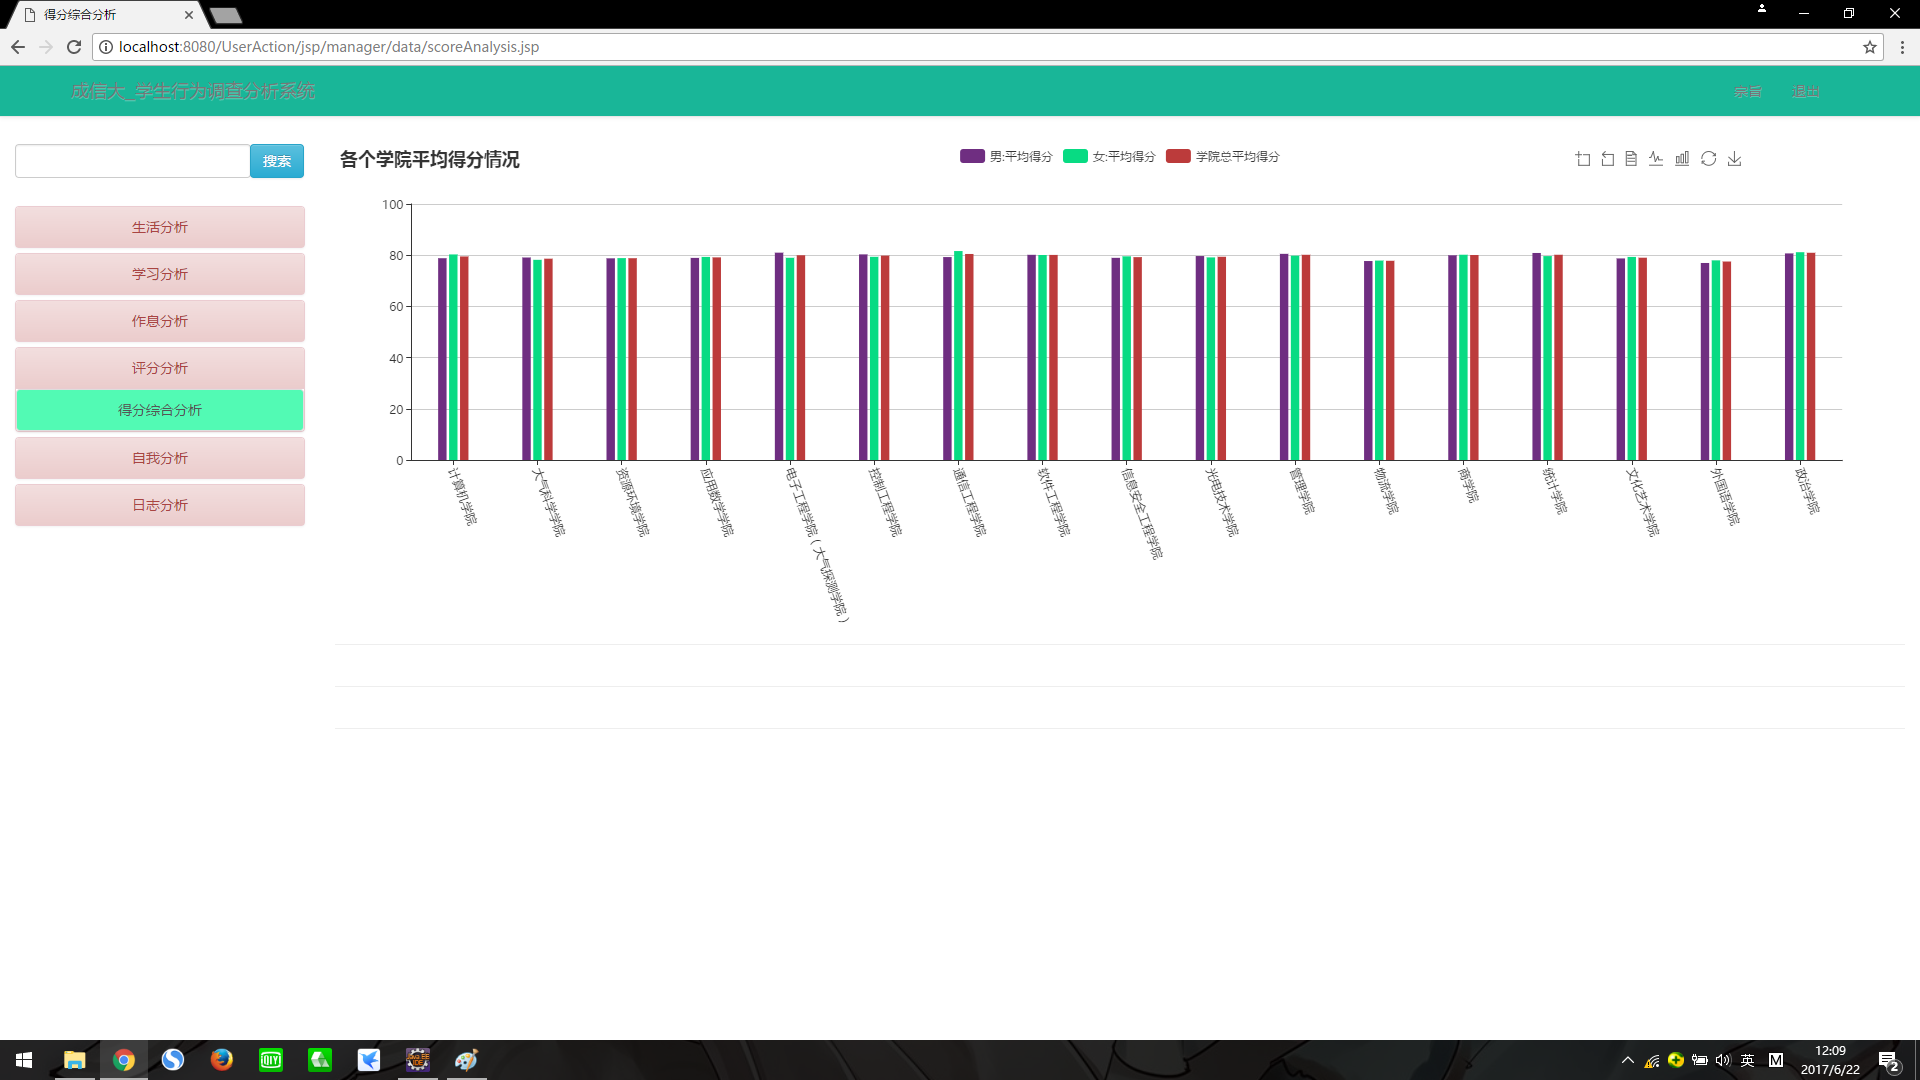 得分综合分析
localhost:8080/UserAction/jsp/manager/data/scoreAnalysis.jsp
成信大_学生行为调查分析系统
退出
搜索
生活分析
学习分析
作息分析
评分分析
得分综合分析
自我分析
日志分析
各个学院平均得分情况
男:平均得分
女:平均得分
学院总平均得分
100
80
60
40
20
0
计算机学院
大气科学学院
资源环境学院
应用数学学院
电子工程学院(大气探测学院)
控制工程学院
通信工程学院
软件工程学院
信息安全工程学院
光电技术学院
管理学院
物流学院
商学院
统计学院
文化艺术学院
外国语学院
政治学院
QIY
Java EE
IDE
英
M
12:09
2017/6/22
2